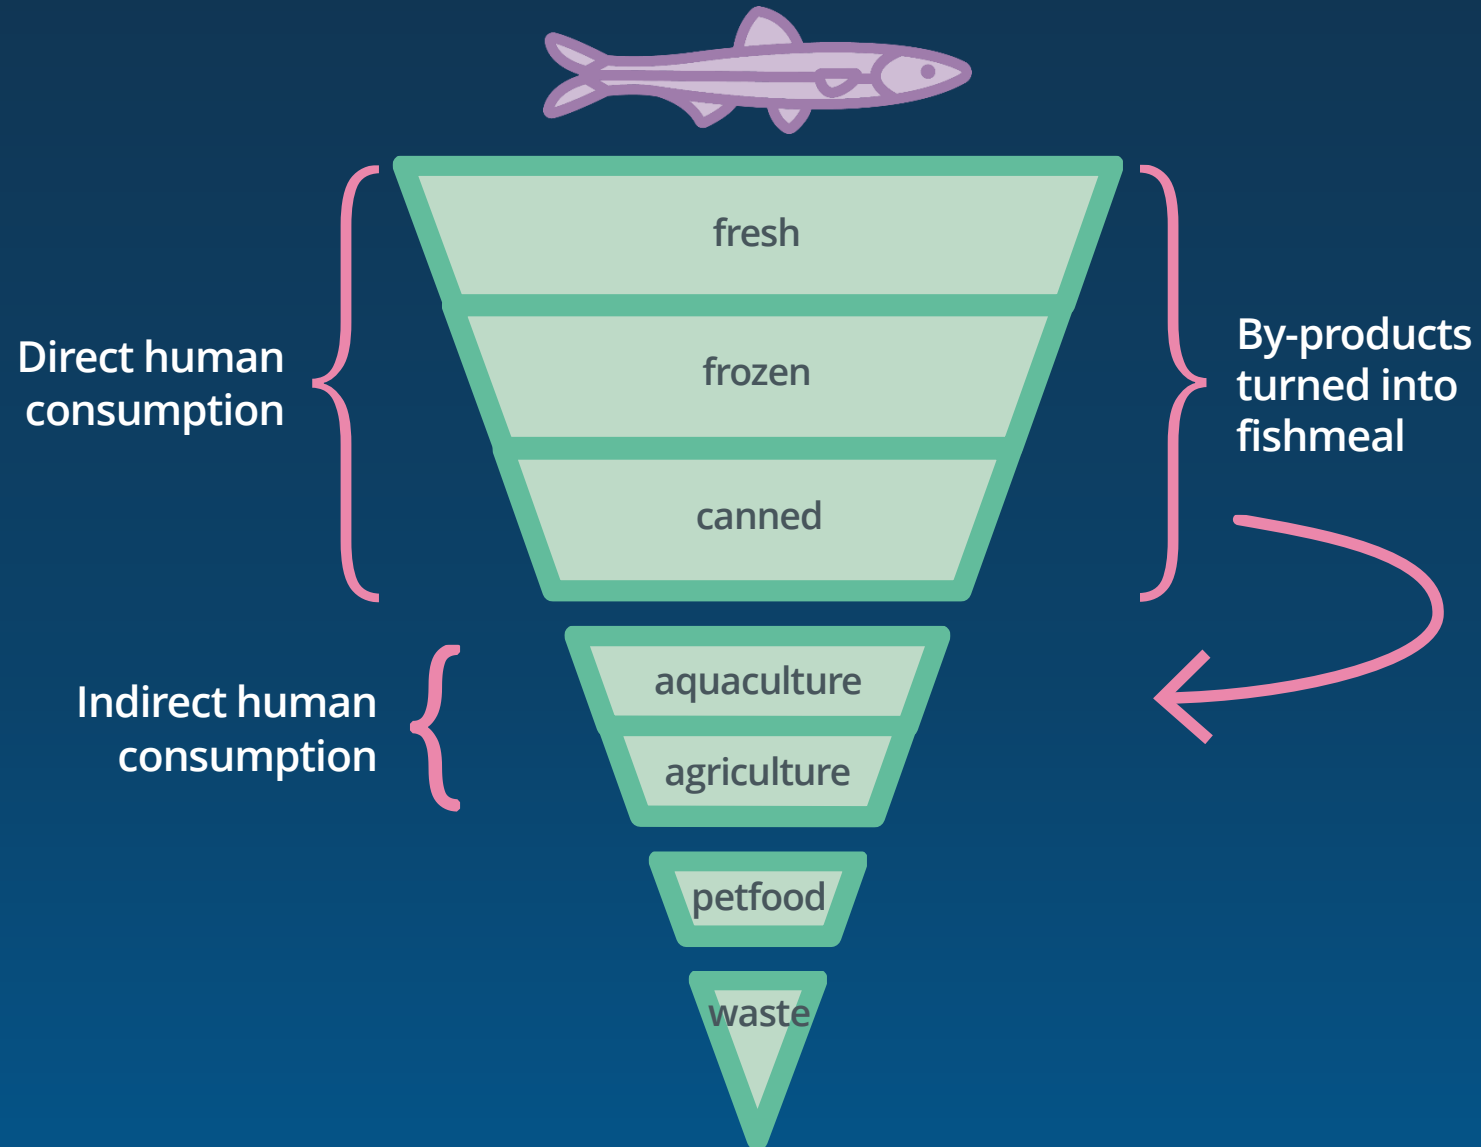 fresh
frozen
canned
Direct human
consumption
By-products
turned into
fishmeal
aquaculture
agriculture
Indirect human
consumption
petfood
waste